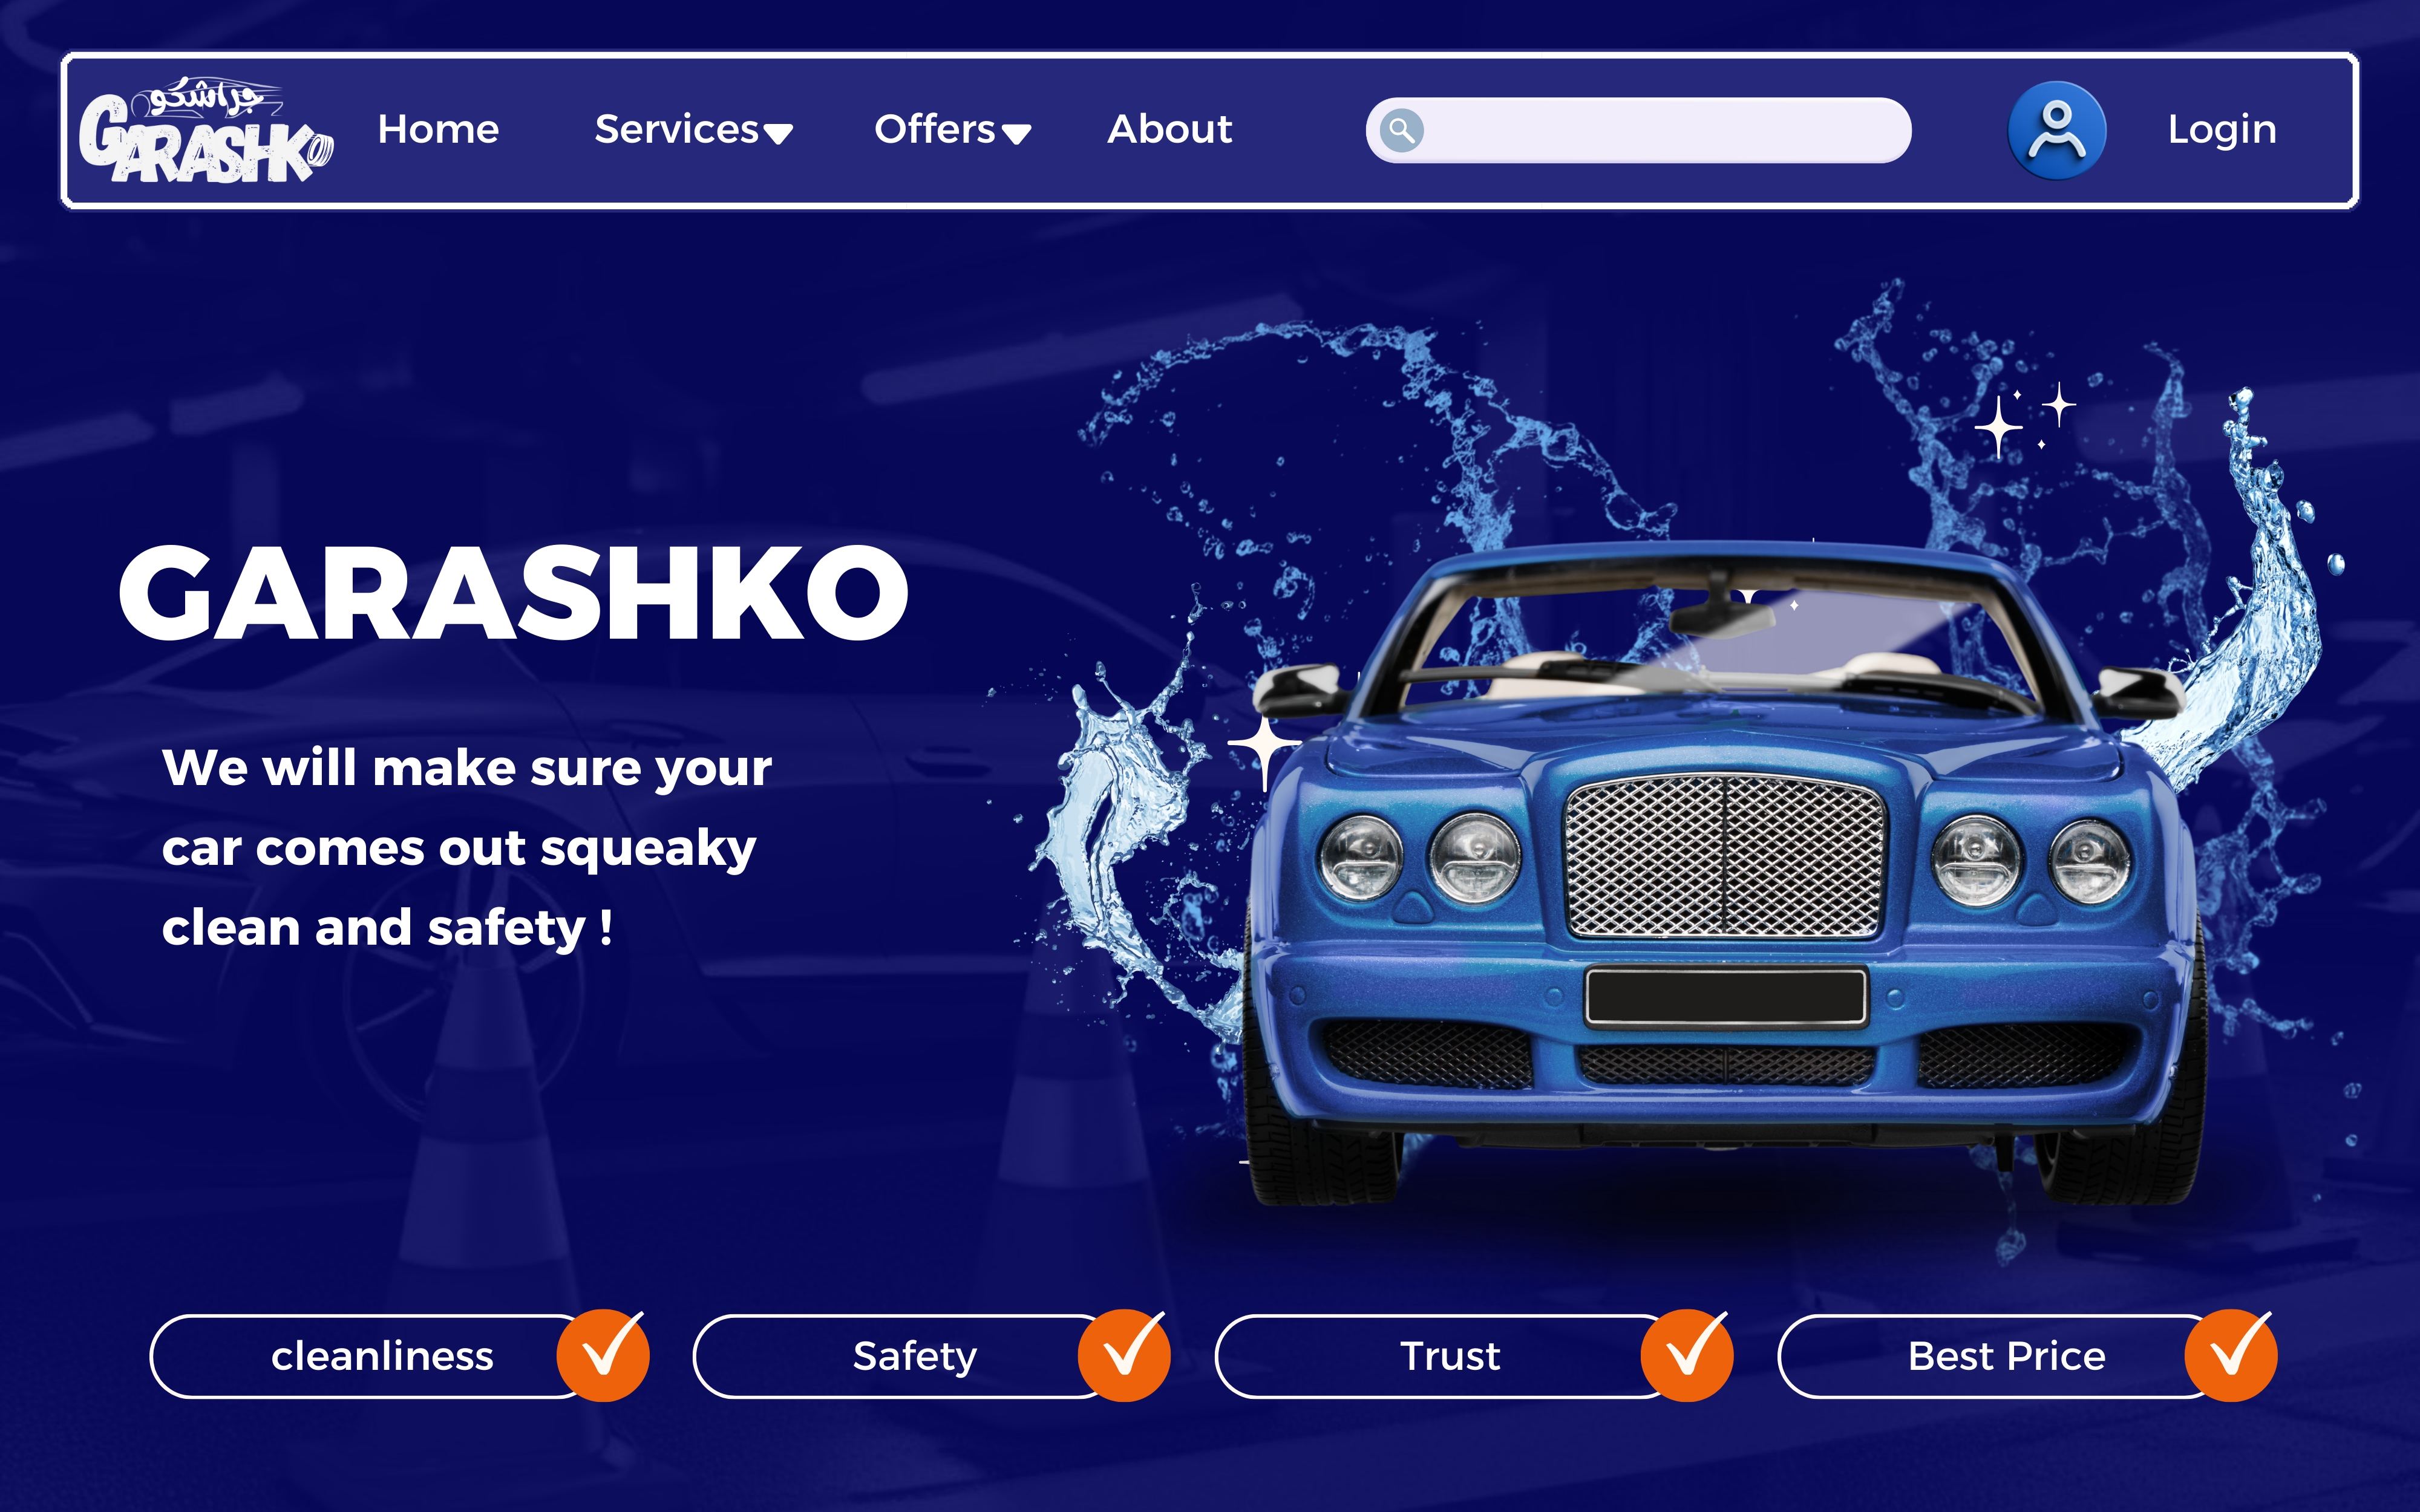 جراشكو
GARASHKO
Home
Services
Offers
About
Login
GARASHKO
We will make sure your
car comes out squeaky
clean and safety !
cleanliness
Safety
Trust
Best Price